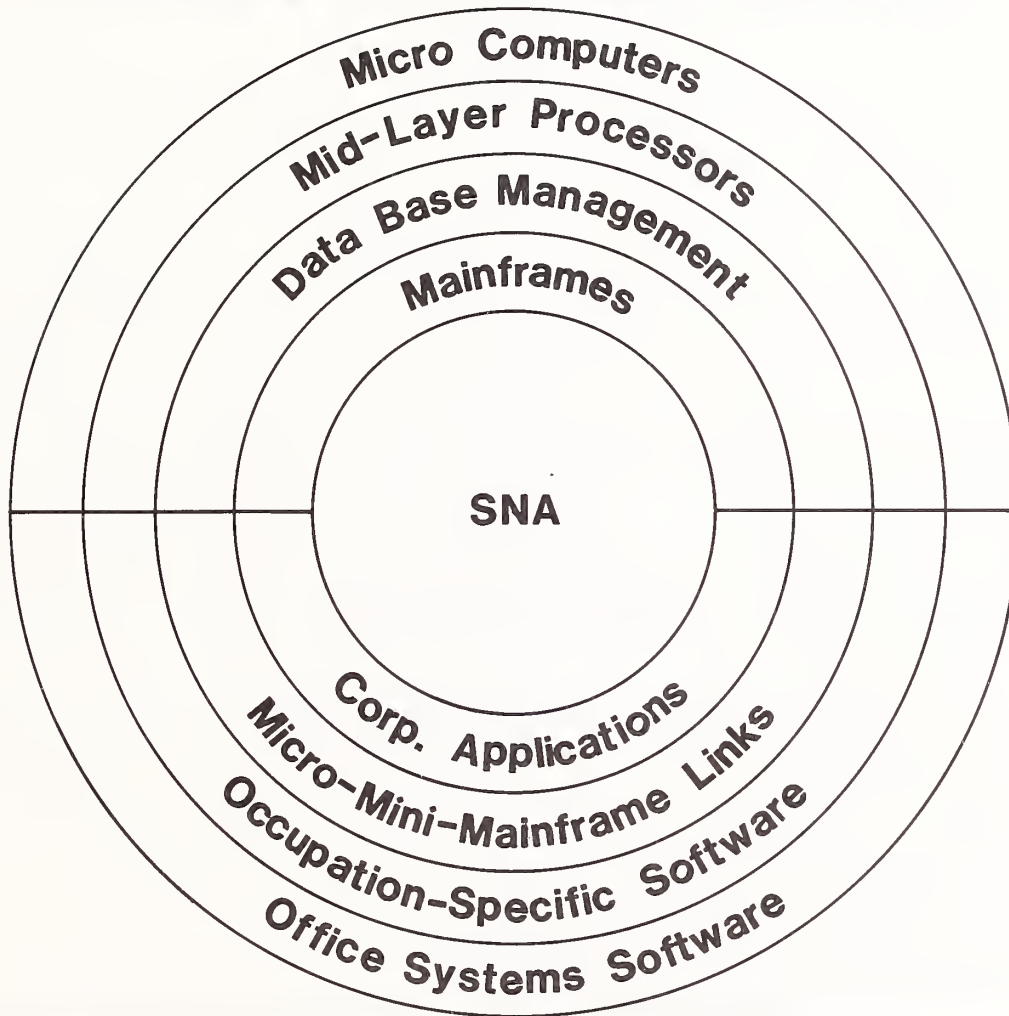 Micro Computers
Mid-Layer Processors
Data Base Management
Mainframes
SNA
Corp. Applications
Micro-Mini-Mainframe Links
Occupation-Specific Software
Office Systems Software